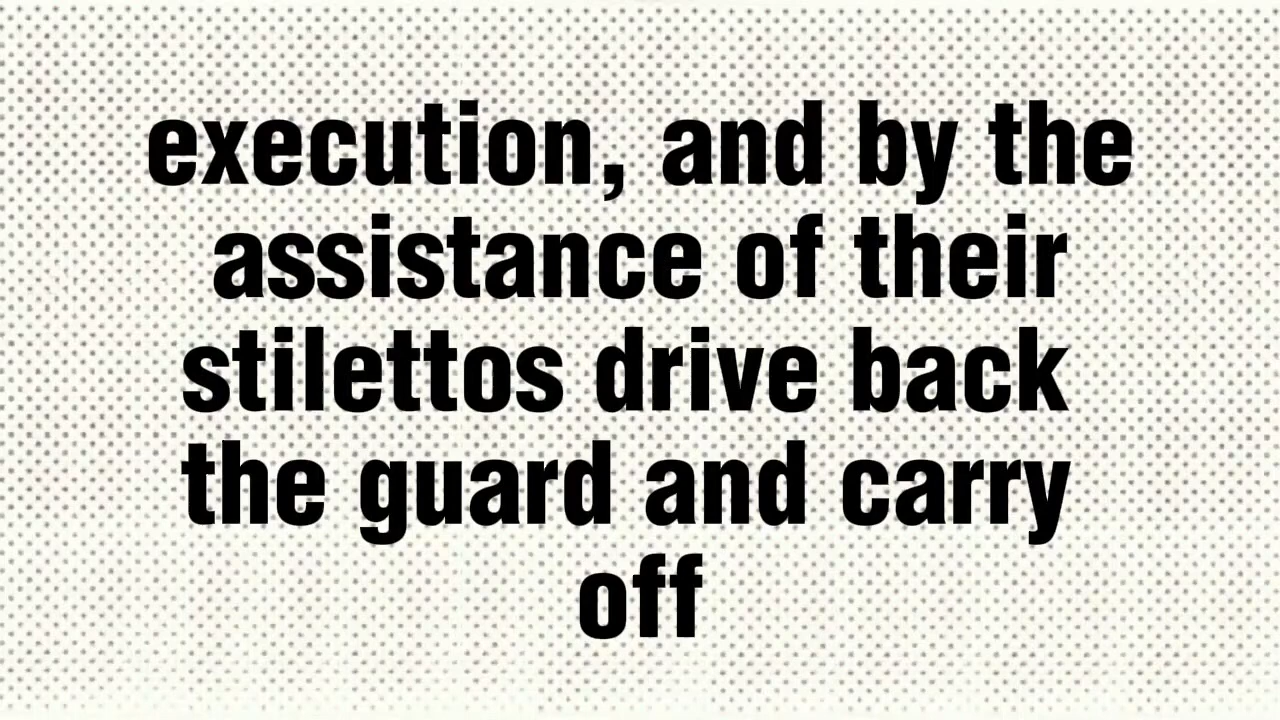 execution, and by the
assistance of their
stilettos drive back
the guard and carry
off